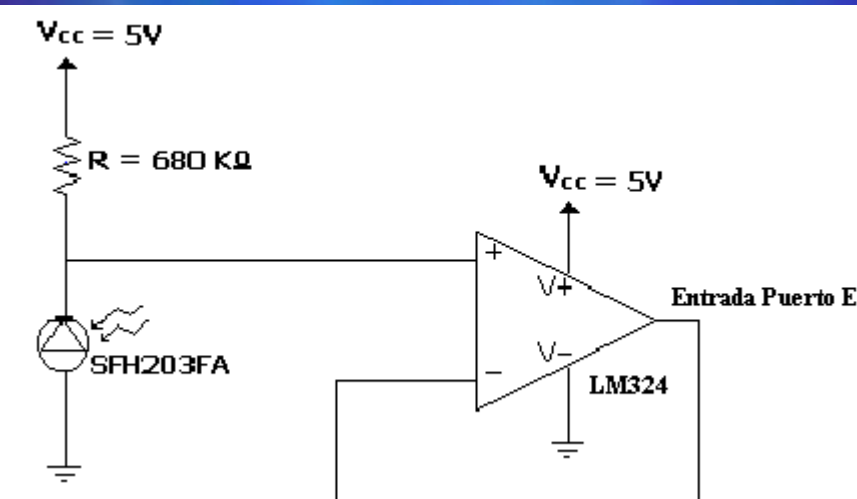 Vcc = 5V
R = 680 KΩ
Vcc = 5V
+
V+
Entrada Puerto E
SFH203FA
V-
-
LM324